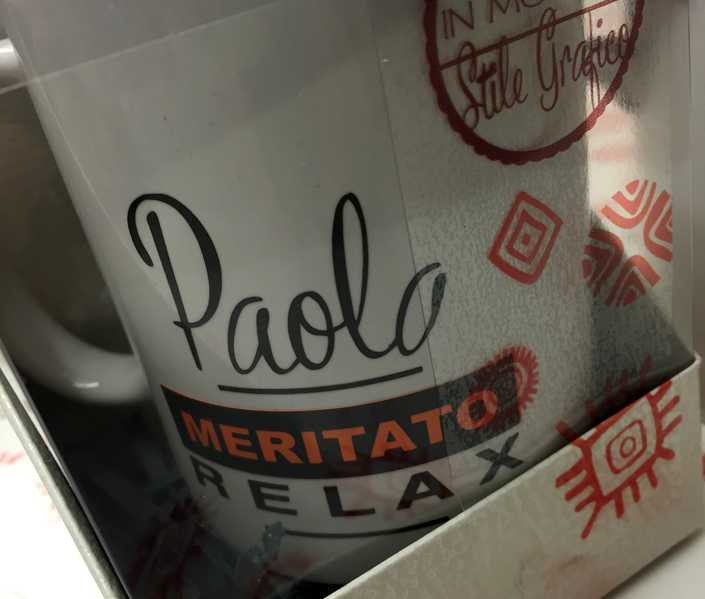 IN MO
Stile Grafico
Paola
MERITATO
RELAX